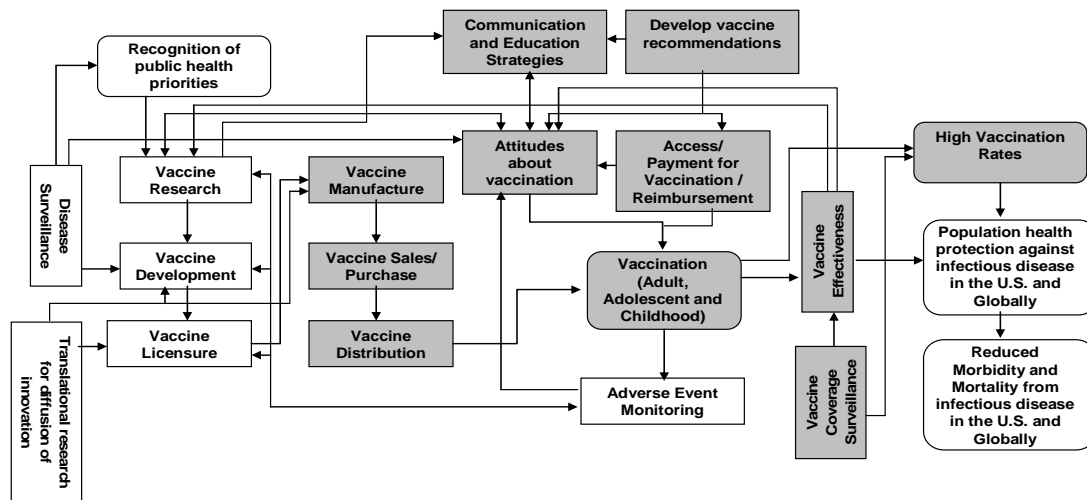 Recognition of
public health
priorities
Communication
and Education
Strategies
Develop vaccine
recommendations
Disease
Surveillance
Vaccine
Research
Vaccine
Manufacture
Attitudes
about
vaccination
Access/
Payment for
Vaccination /
Reimbursement
High Vaccination
Rates
Vaccine
Development
Vaccine Sales/
Purchase
Vaccination
(Adult,
Adolescent and
Childhood)
Vaccine
Effectiveness
Population health
protection against
infectious disease
in the U.S. and
Globally
Translational research
for diffusion of
innovation
Vaccine
Licensure
Vaccine
Distribution
Adverse Event
Monitoring
Vaccine
Coverage
Surveillance
Reduced
Morbidity and
Mortality from
infectious disease
in the U.S. and
Globally